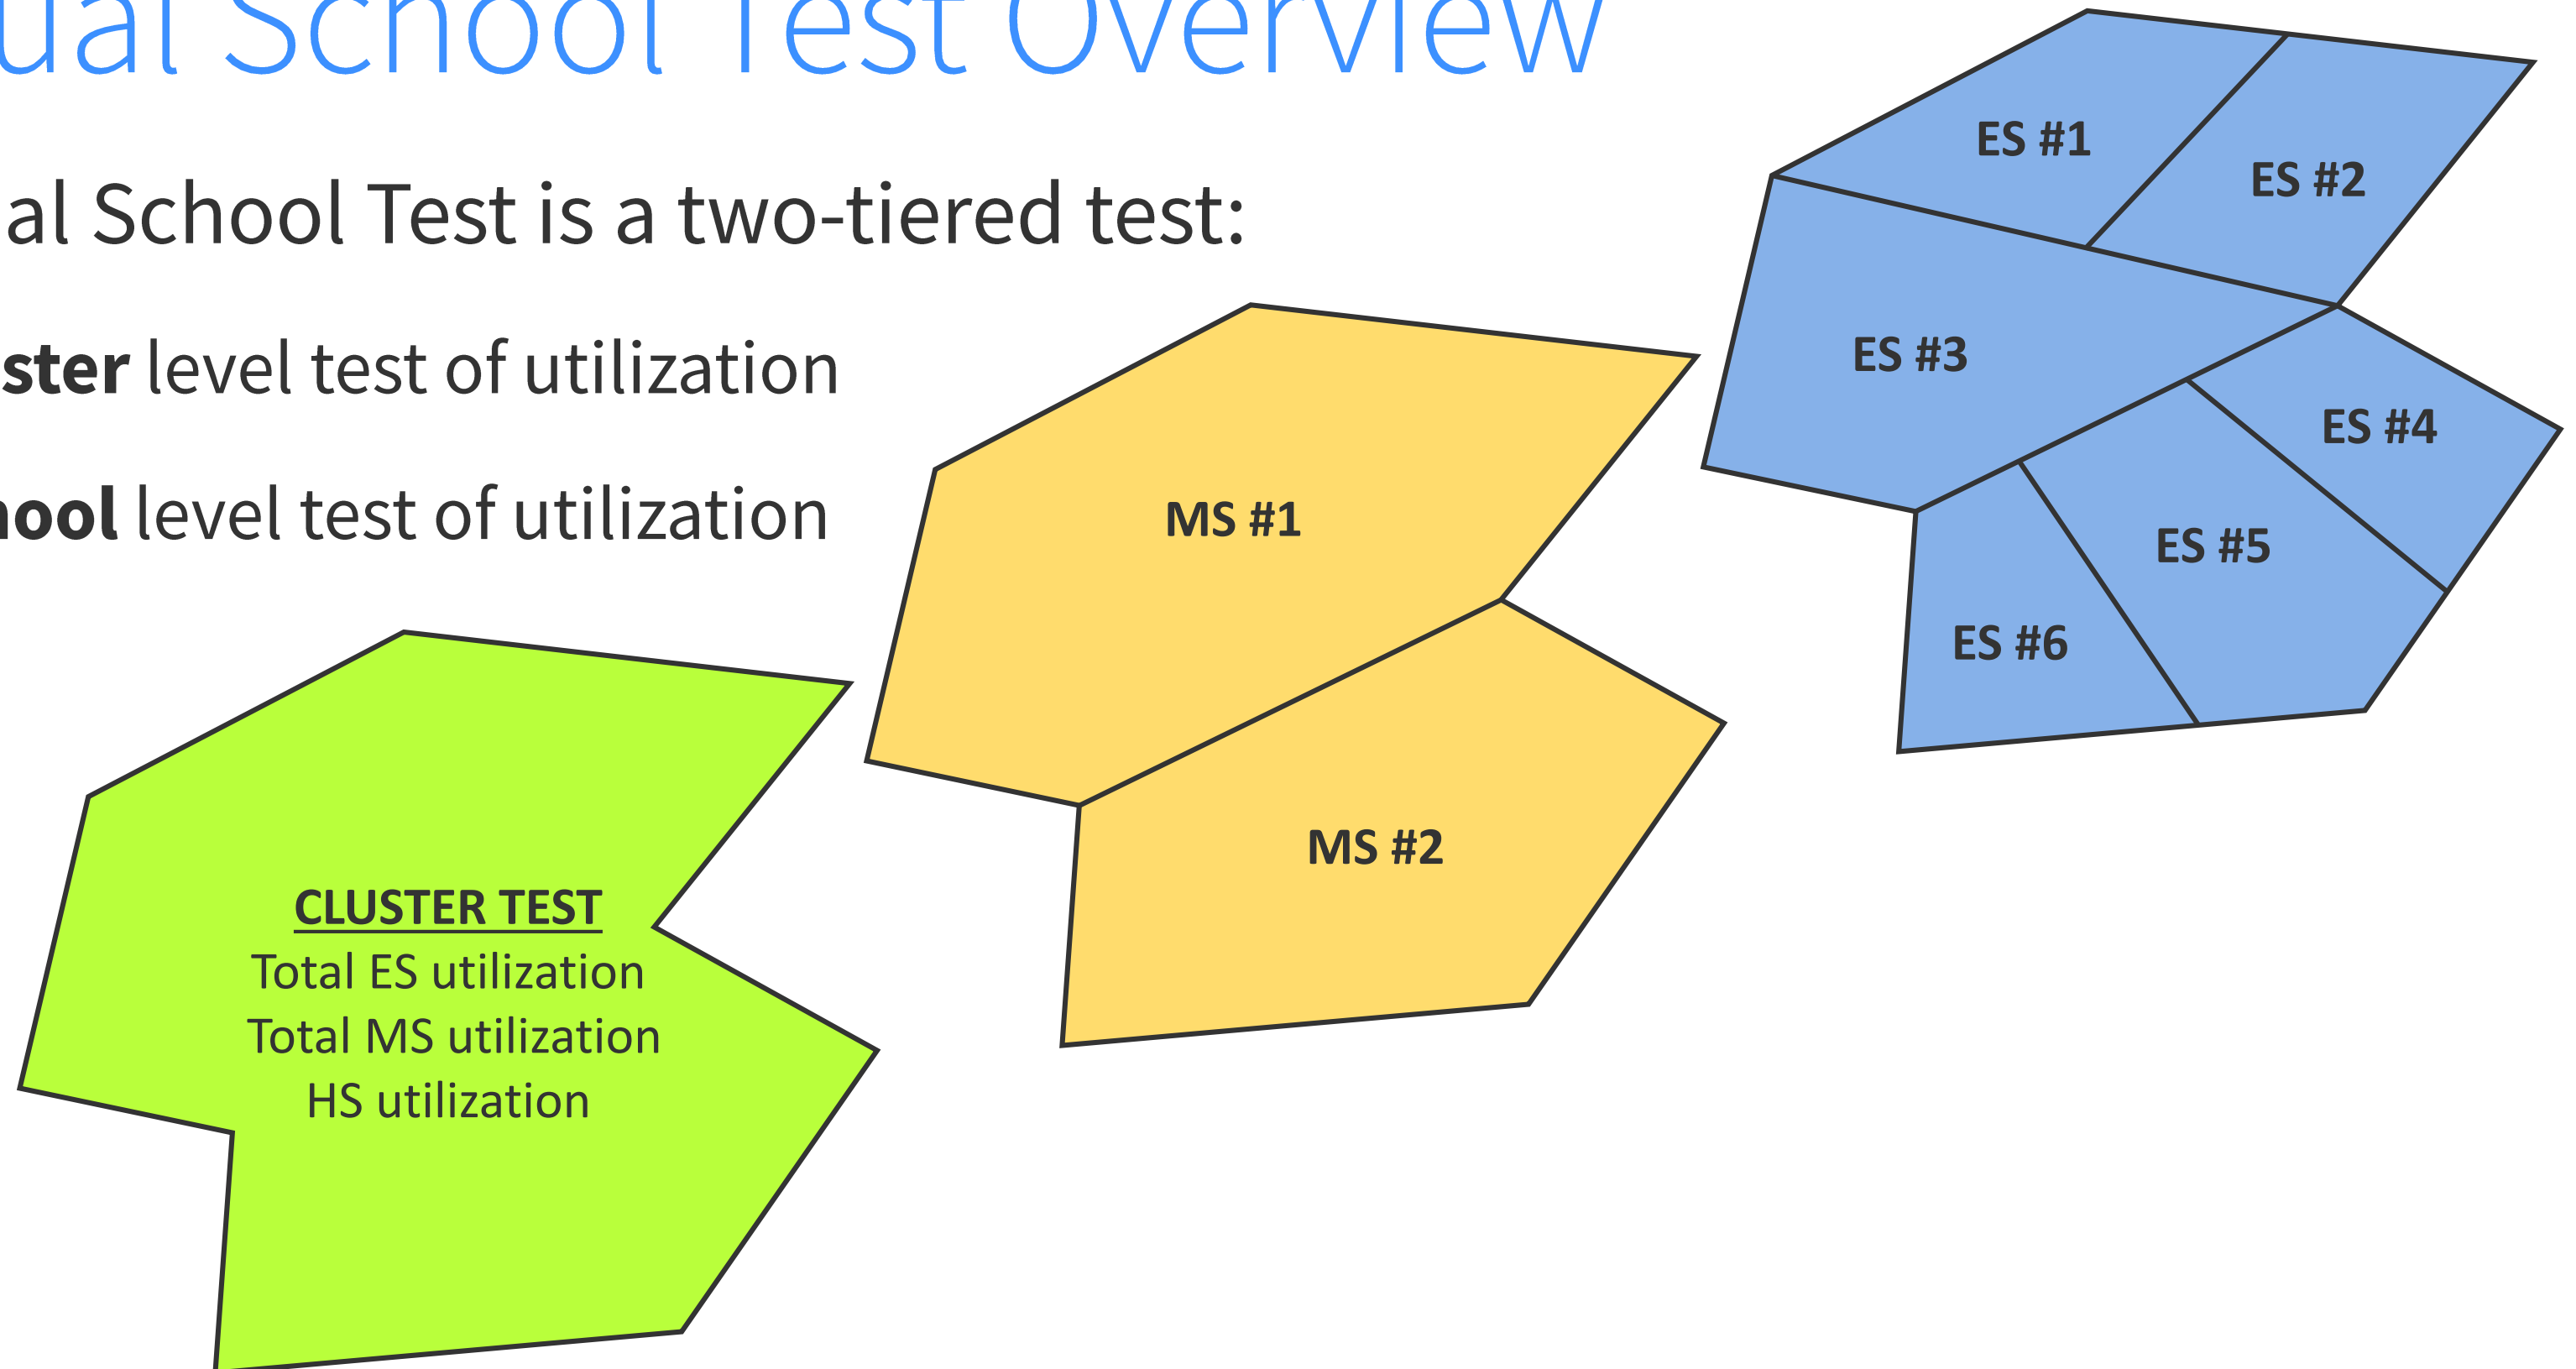 ual School Test Overview
al School Test is a two-tiered test:
ster level test of utilization
hool level test of utilization
ES #1
ES #2
ES #3
ES #4
ES #5
ES #6
MS #1
MS #2
CLUSTER TEST
Total ES utilization
Total MS utilization
HS utilization